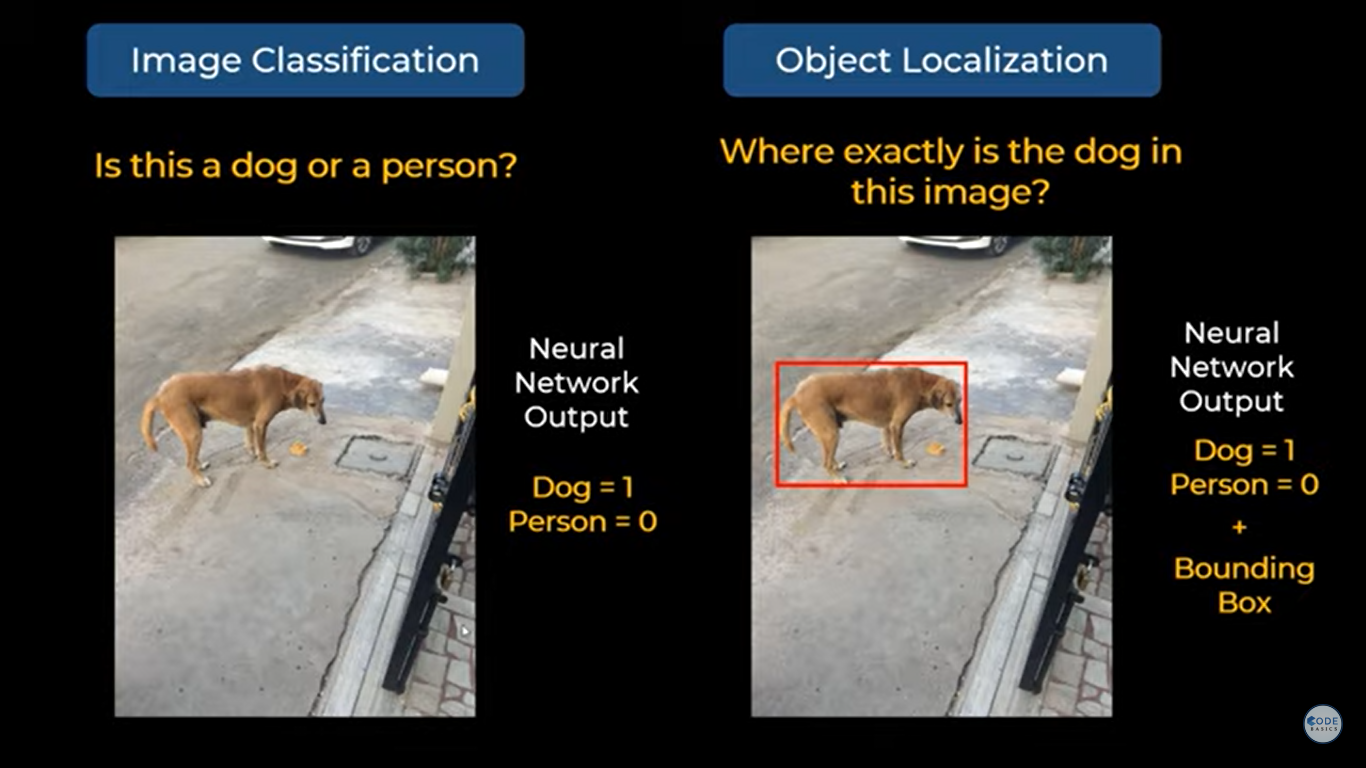 Image Classification
Is this a dog or a person?
Neural
Network
Output
Dog = 1
Person = 0
Object Localization
Where exactly is the dog in
this image?
Neural
Network
Output
Dog = 1
Person = 0
+
Bounding
Box
CODE
BASICS